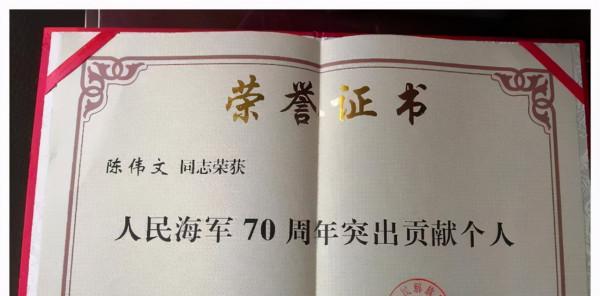 荣誉证书
陈伟文 同志荣获
人民海军70周年突出贡献个人